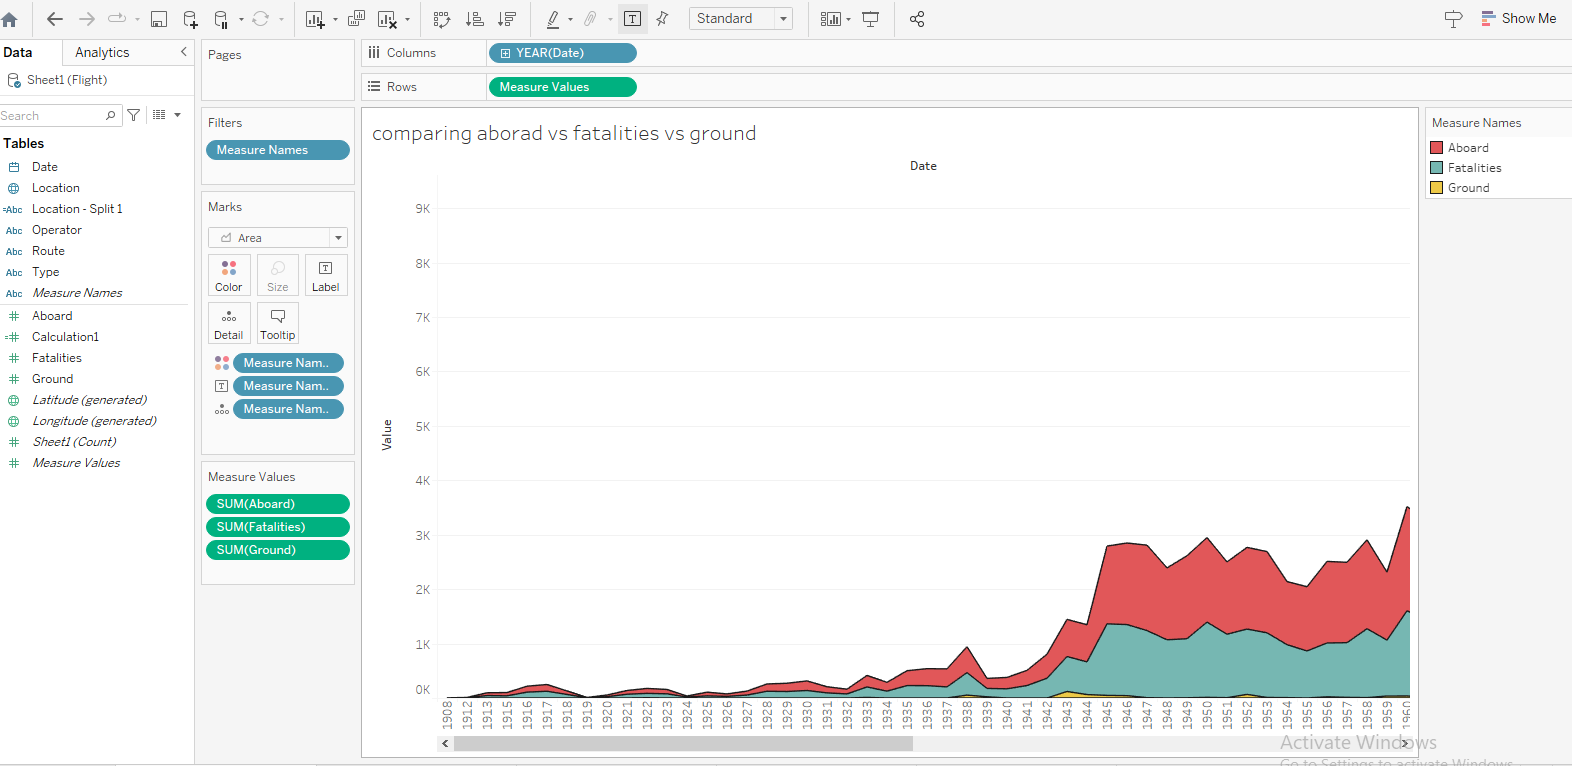 Standard
Show Me
Data
Analytics
Sheet1 (Flight)
Search
Tables
Date
Location
=Abc Location - Split 1
Abc Operator
Abc Route
Abc Type
Abc Measure Names
Aboard
Calculation1
Fatalities
Ground
Latitude (generated)
Longitude (generated)
Sheet1 (Count)
Measure Values
Pages
Filters
Measure Names
Marks
Area
Color
Size
Label
Detail
Tooltip
Measure Nam..
Measure Nam..
Measure Nam..
Measure Values
SUM(Aboard)
SUM(Fatalities)
SUM(Ground)
Columns
YEAR(Date)
Rows
Measure Values
comparing aborad vs fatalities vs ground
Date
Value
9K
8K
7K
6K
5K
4K
3K
2K
1K
0K
1908
1912
1913
1915
1916
1917
1918
1919
1920
1921
1922
1923
1924
1925
1926
1927
1928
1929
1930
1931
1932
1933
1934
1935
1936
1937
1938
1939
1940
1941
1942
1943
1944
1945
1946
1947
1948
1949
1950
1951
1952
1953
1954
1955
1956
1957
1958
1959
1960
Measure Names
Aboard
Fatalities
Ground
Activate Windows
Go to Settings to activate Windows.